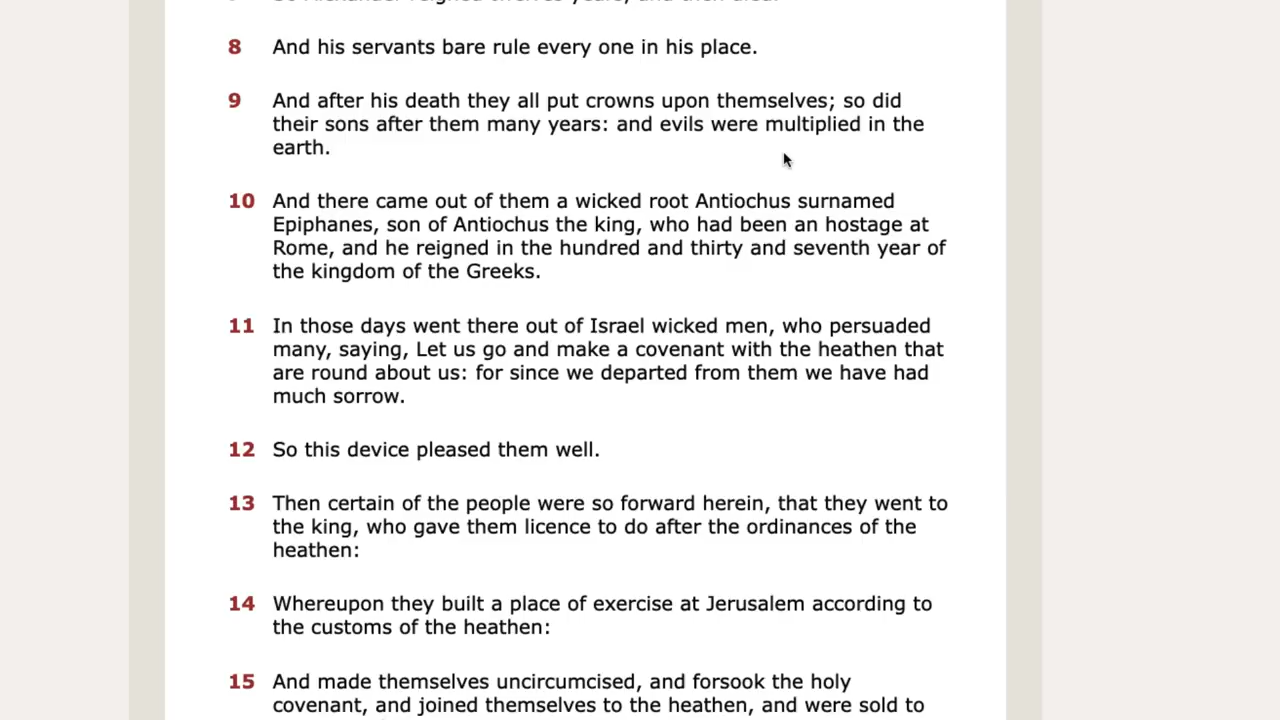 So Alexander reigned twelves years, and then died.
8 And his servants bare rule every one in his place.
9 And after his death they all put crowns upon themselves; so did
their sons after them many years: and evils were multiplied in the
earth.
10 And there came out of them a wicked root Antiochus surnamed
Epiphanes, son of Antiochus the king, who had been an hostage at
Rome, and he reigned in the hundred and thirty and seventh year of
the kingdom of the Greeks.
11 In those days went there out of Israel wicked men, who persuaded
many, saying, Let us go and make a covenant with the heathen that
are round about us: for since we departed from them we have had
much sorrow.
12 So this device pleased them well.
13 Then certain of the people were so forward herein, that they went to
the king, who gave them licence to do after the ordinances of the
heathen:
14 Whereupon they built a place of exercise at Jerusalem according to
the customs of the heathen:
15 And made themselves uncircumcised, and forsook the holy
covenant, and joined themselves to the heathen, and were sold to